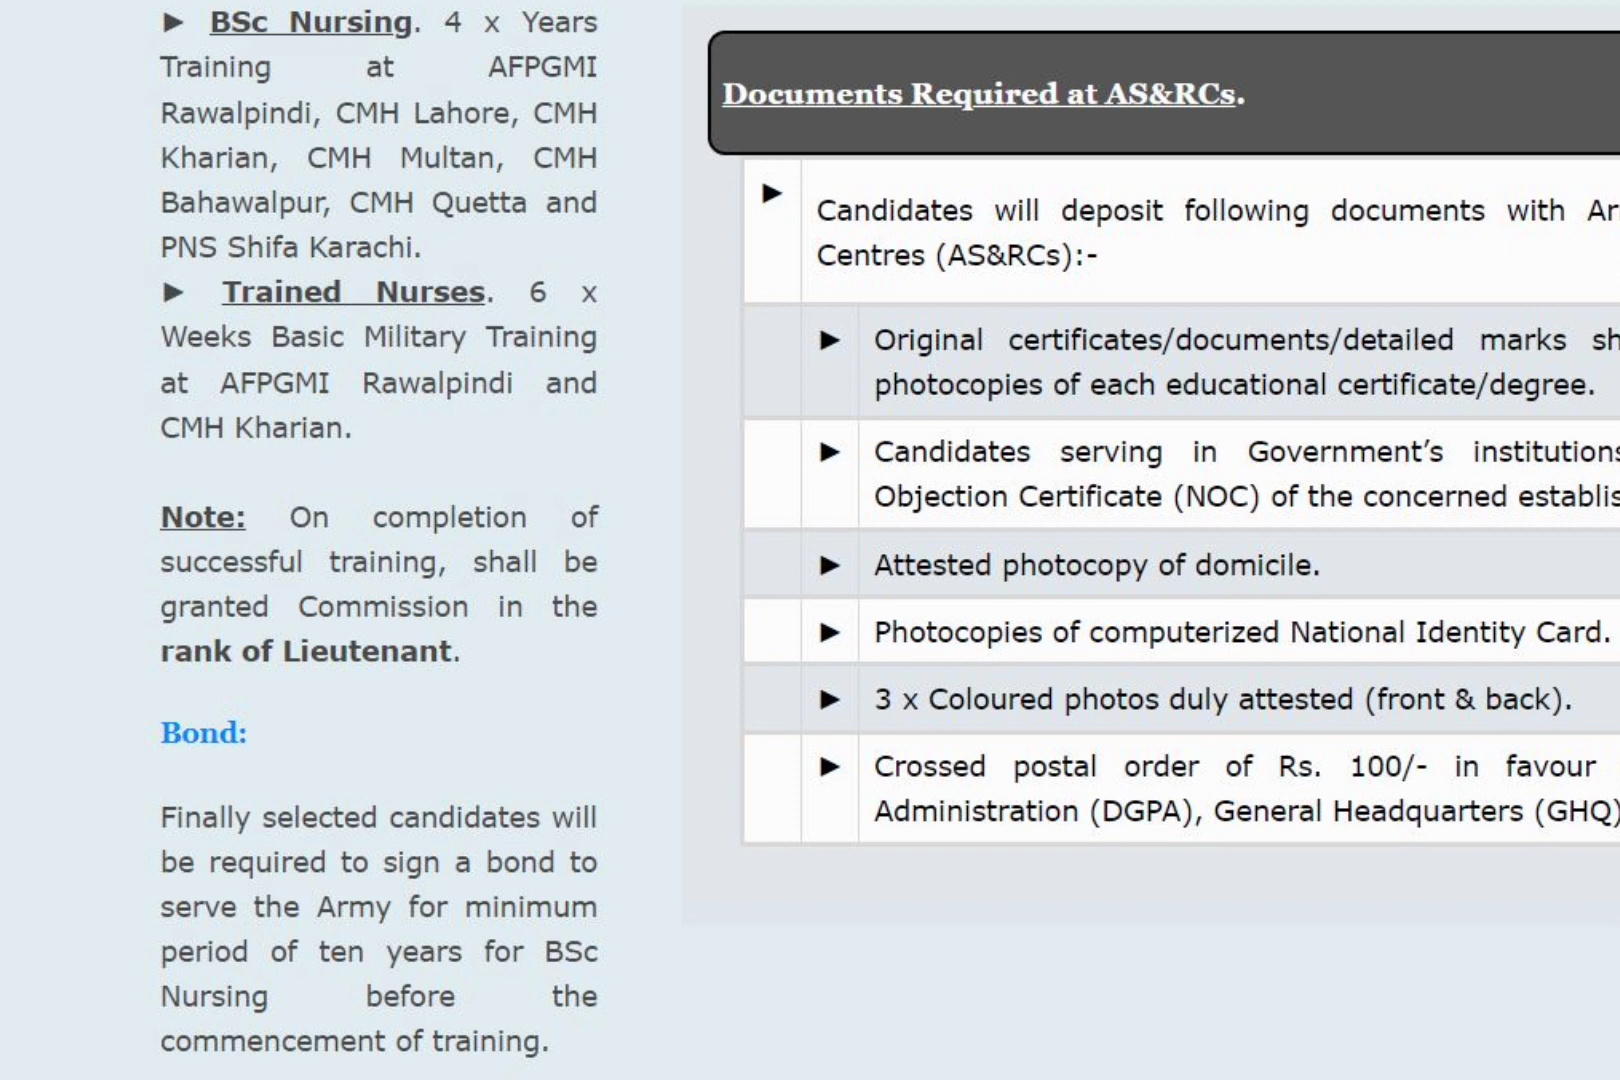 ► BSc Nursing. 4 x Years
Training at AFPGMI
Rawalpindi, CMH Lahore, CMH
Kharian, CMH Multan, CMH
Bahawalpur, CMH Quetta and
PNS Shifa Karachi.
► Trained Nurses. 6 x
Weeks Basic Military Training
at AFPGMI Rawalpindi and
CMH Kharian.
Note: On completion of
successful training, shall be
granted Commission in the
rank of Lieutenant.
Bond:
Finally selected candidates will
be required to sign a bond to
serve the Army for minimum
period of ten years for BSc
Nursing before the
commencement of training.
Documents Required at AS&RCs.
► Candidates will deposit following documents with
Centres (AS&RCs):-
► Original certificates/documents/detailed marks
photocopies of each educational certificate/degree.
► Candidates serving in Government’s institutions
Objection Certificate (NOC) of the concerned
► Attested photocopy of domicile.
► Photocopies of computerized National Identity Card.
► 3 x Coloured photos duly attested (front & back).
► Crossed postal order of Rs. 100/- in favour
Administration (DGPA), General Headquarters (GHQ)